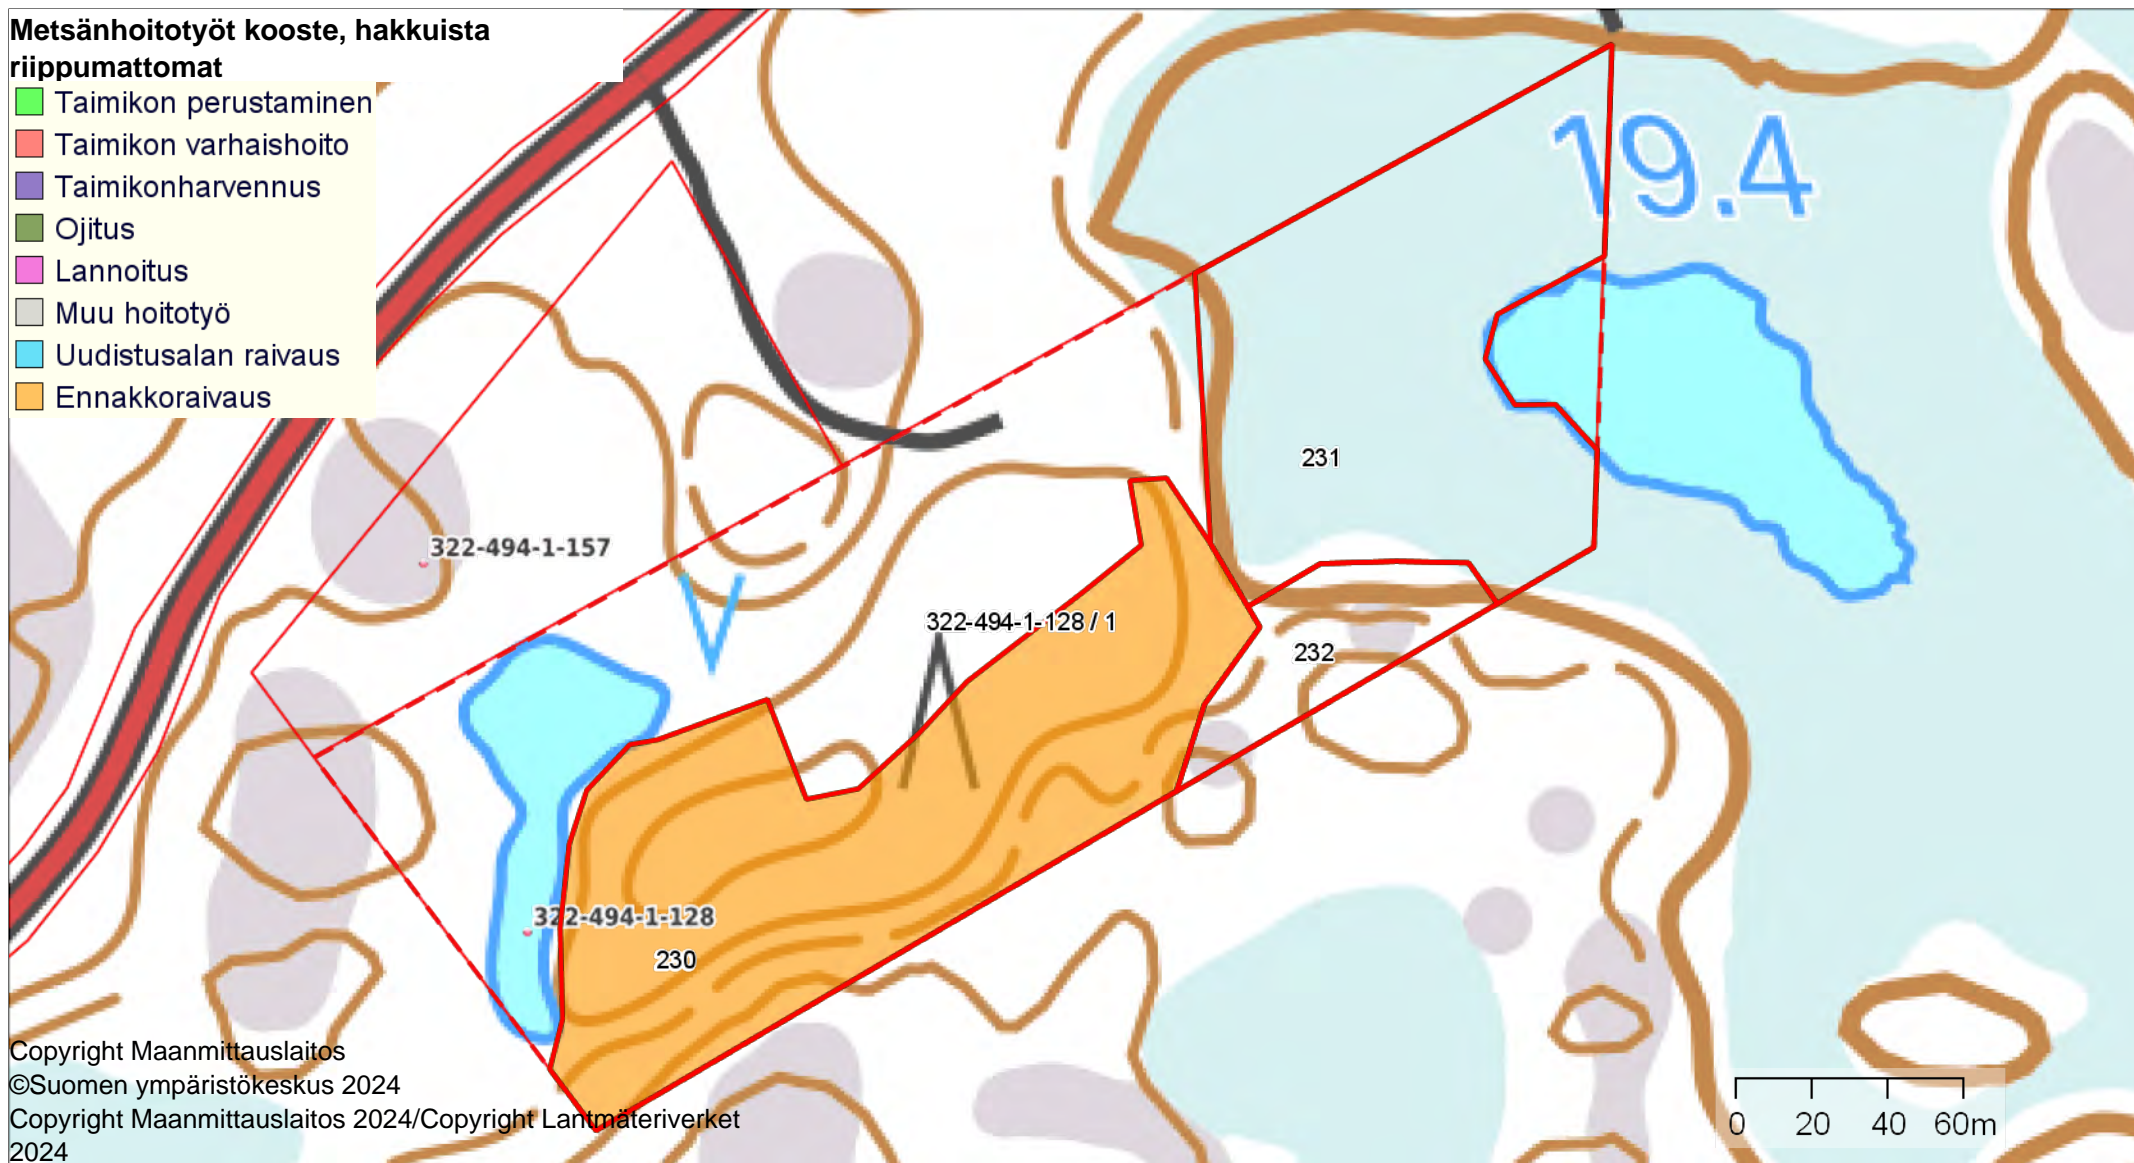 Metsänhoitotyöt kooste, hakkuista
riippumattomat
Taimikon perustaminen
Taimikon varhaishoito
Taimikonharvennus
Ojitus
Lannoitus
Muu hoitotyö
Uudistusalan raivaus
Ennakkoraivaus
19.4
231
322-494-1-157
322-494-1-128 / 1
232
322-494-1-128
230
Copyright Maanmittauslaitos
©Suomen ympäristökeskus 2024
Copyright Maanmittauslaitos 2024/Copyright Lantmäteriverket
2024
0 20 40 60m